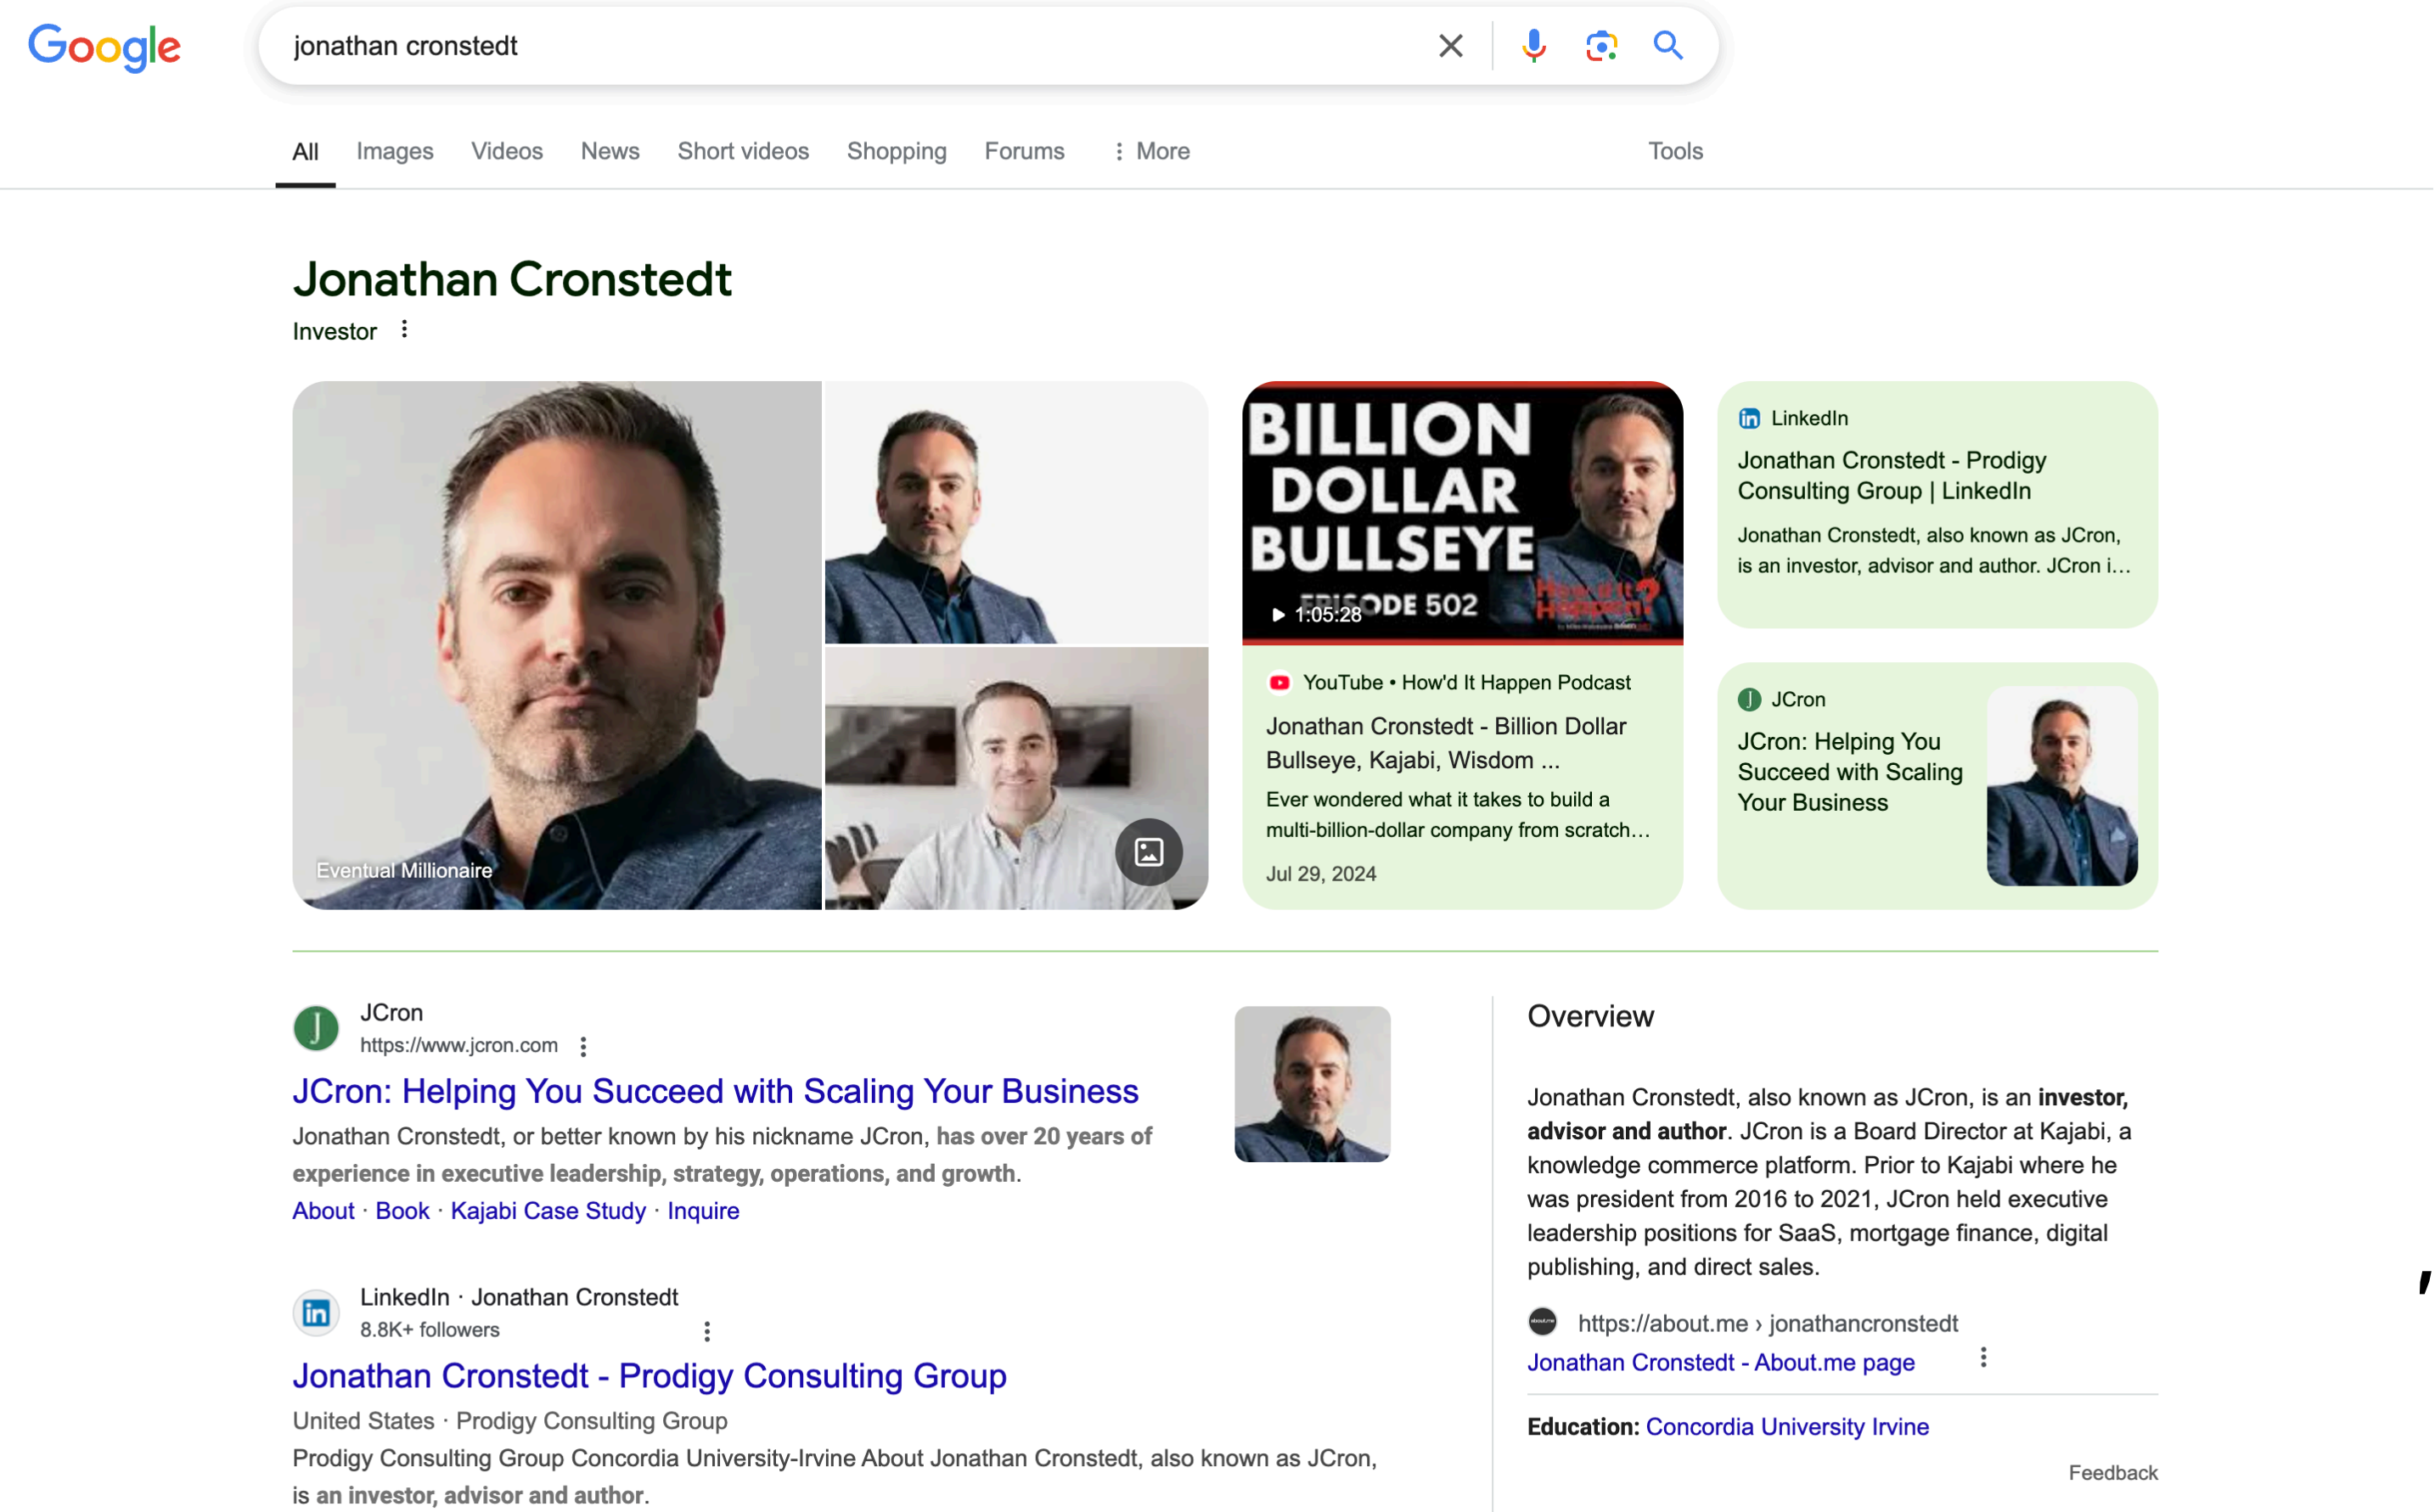 Google
jonathan cronstedt
All Images Videos News Short videos Shopping Forums More Tools
Jonathan Cronstedt
Investor
Eventual Millionaire
BILLION
DOLLAR
BULLSEYE
EPISODE 502
How'd It
Happen?
1:05:28
YouTube • How'd It Happen Podcast
Jonathan Cronstedt - Billion Dollar
Bullseye, Kajabi, Wisdom ...
Ever wondered what it takes to build a
multi-billion-dollar company from scratch…
Jul 29, 2024
in LinkedIn
Jonathan Cronstedt - Prodigy
Consulting Group | LinkedIn
Jonathan Cronstedt, also known as JCron,
is an investor, advisor and author. JCron i…
J JCron
JCron: Helping You
Succeed with Scaling
Your Business
J JCron
https://www.jcron.com
JCron: Helping You Succeed with Scaling Your Business
Jonathan Cronstedt, or better known by his nickname JCron, has over 20 years of
experience in executive leadership, strategy, operations, and growth.
About · Book · Kajabi Case Study · Inquire
in LinkedIn · Jonathan Cronstedt
8.8K+ followers
Jonathan Cronstedt - Prodigy Consulting Group
United States · Prodigy Consulting Group
Prodigy Consulting Group Concordia University-Irvine About Jonathan Cronstedt, also known as JCron,
is an investor, advisor and author.
Overview
Jonathan Cronstedt, also known as JCron, is an investor,
advisor and author. JCron is a Board Director at Kajabi, a
knowledge commerce platform. Prior to Kajabi where he
was president from 2016 to 2021, JCron held executive
leadership positions for SaaS, mortgage finance, digital
publishing, and direct sales.
about.me https://about.me › jonathancronstedt
Jonathan Cronstedt - About.me page
Education: Concordia University Irvine
Feedback